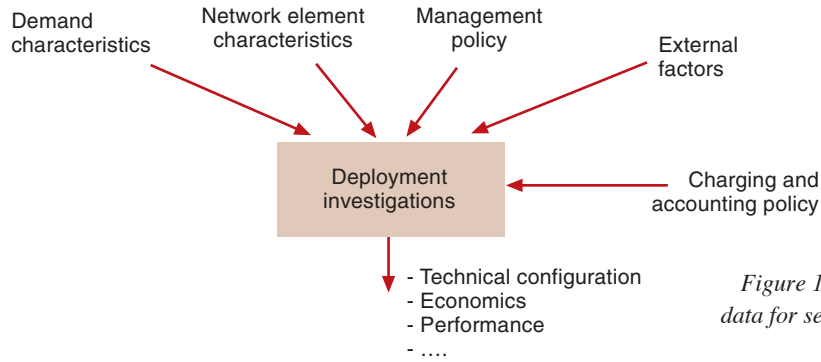 Demand
characteristics
Network element
characteristics
Management
policy
External
factors
Deployment
investigations
Charging and
accounting policy
- Technical configuration
- Economics
- Performance
- ....
Figure 1
data for se